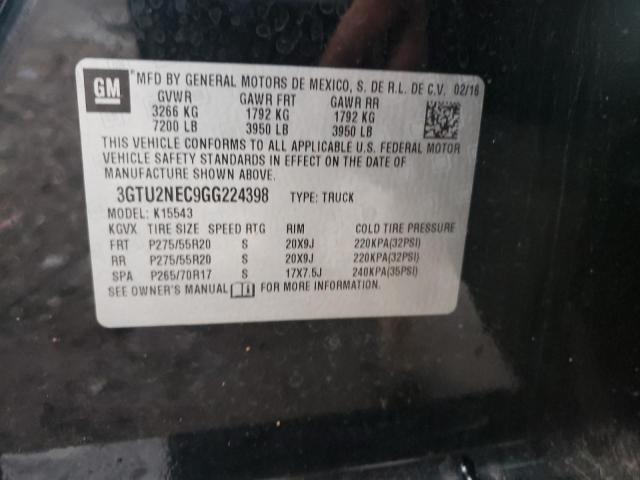 GM
*MFD BY GENERAL MOTORS DE MEXICO, S. DE R.L. DE C.V. 02/16
GVWR GAWR FRT GAWR RR
3266 KG 1792 KG 1792 KG
7200 LB 3950 LB 3950 LB
THIS VEHICLE CONFORMS TO ALL APPLICABLE U.S. FEDERAL MOTOR
VEHICLE SAFETY STANDARDS IN EFFECT ON THE DATE OF
MANUFACTURE SHOWN ABOVE.
3GTU2NEC9GG224398 TYPE: TRUCK
MODEL: K15543
KGVX TIRE SIZE SPEED RTG RIM COLD TIRE PRESSURE
FRT P275/55R20 S 20X9J 220KPA(32PSI)
RR P275/55R20 S 20X9J 220KPA(32PSI)
SPA P265/70R17 S 17X7.5J 240KPA(35PSI)
SEE OWNER'S MANUAL FOR MORE INFORMATION.